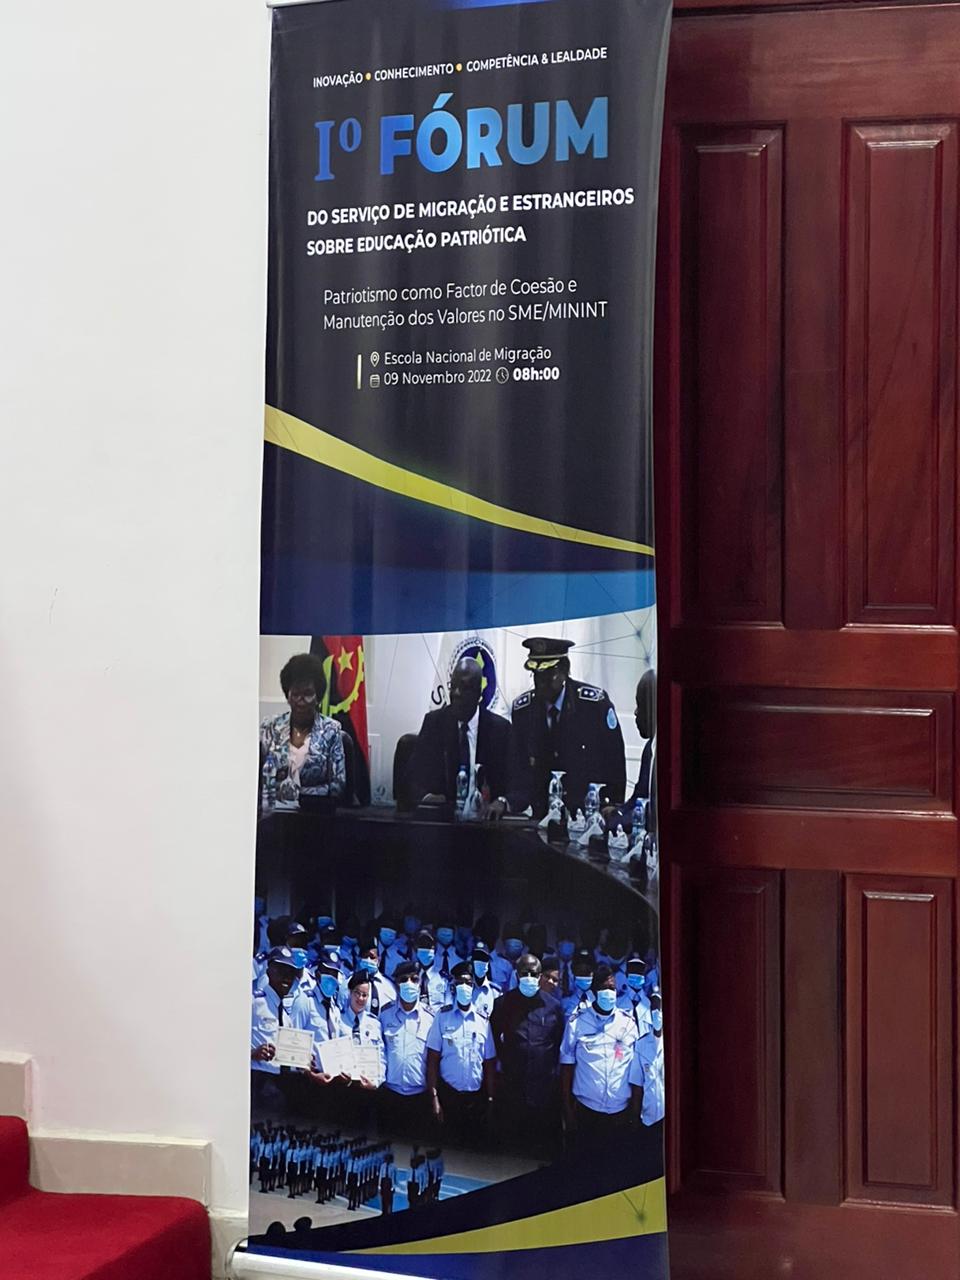 INOVAÇÃO • CONHECIMENTO • COMPETÊNCIA & LEALDADE
Iº FÓRUM
DO SERVIÇO DE MIGRAÇÃO E ESTRANGEIROS
SOBRE EDUCAÇÃO PATRIÓTICA
Patriotismo como Factor de Coesão e
Manutenção dos Valores no SME/MININT
Escola Nacional de Migração
09 Novembro 2022 08h:00